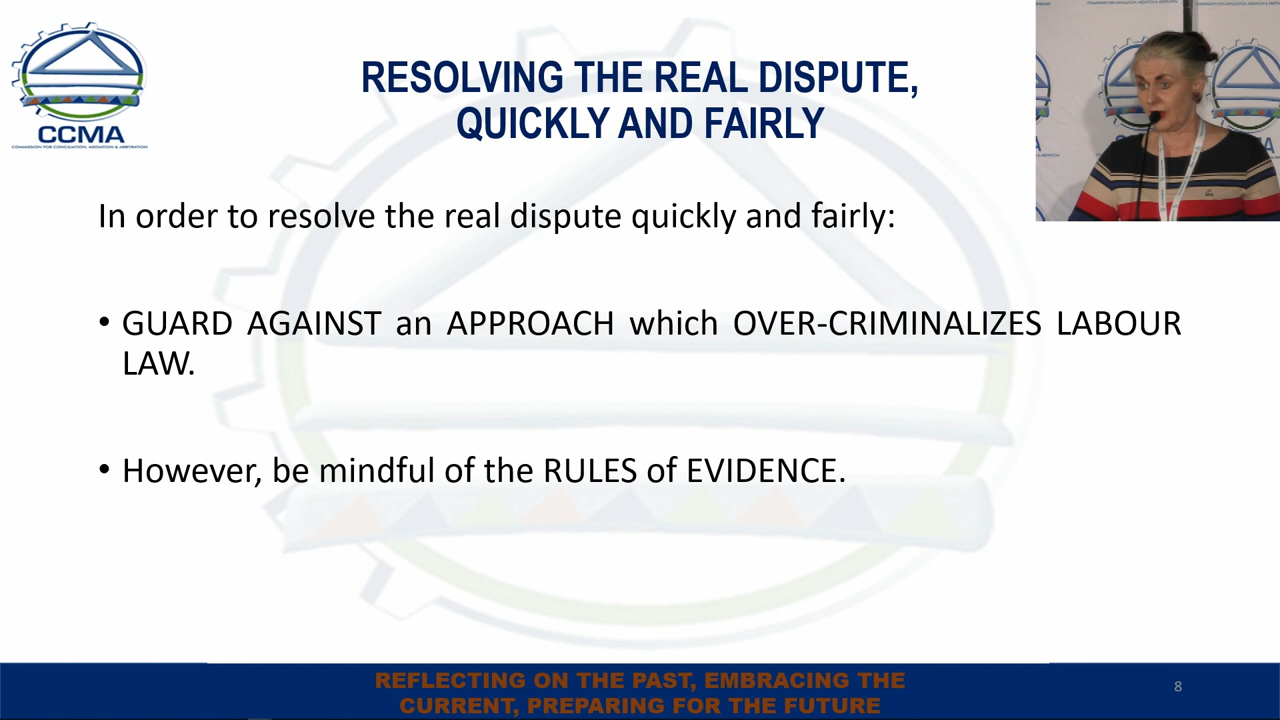 CCMA
COMMISSION FOR CONCILIATION, MEDIATION & ARBITRATION
RESOLVING THE REAL DISPUTE,
QUICKLY AND FAIRLY
In order to resolve the real dispute quickly and fairly:
• GUARD AGAINST an APPROACH which OVER-CRIMINALIZES LABOUR
LAW.
• However, be mindful of the RULES of EVIDENCE.
REFLECTING ON THE PAST, EMBRACING THE
CURRENT, PREPARING FOR THE FUTURE
8